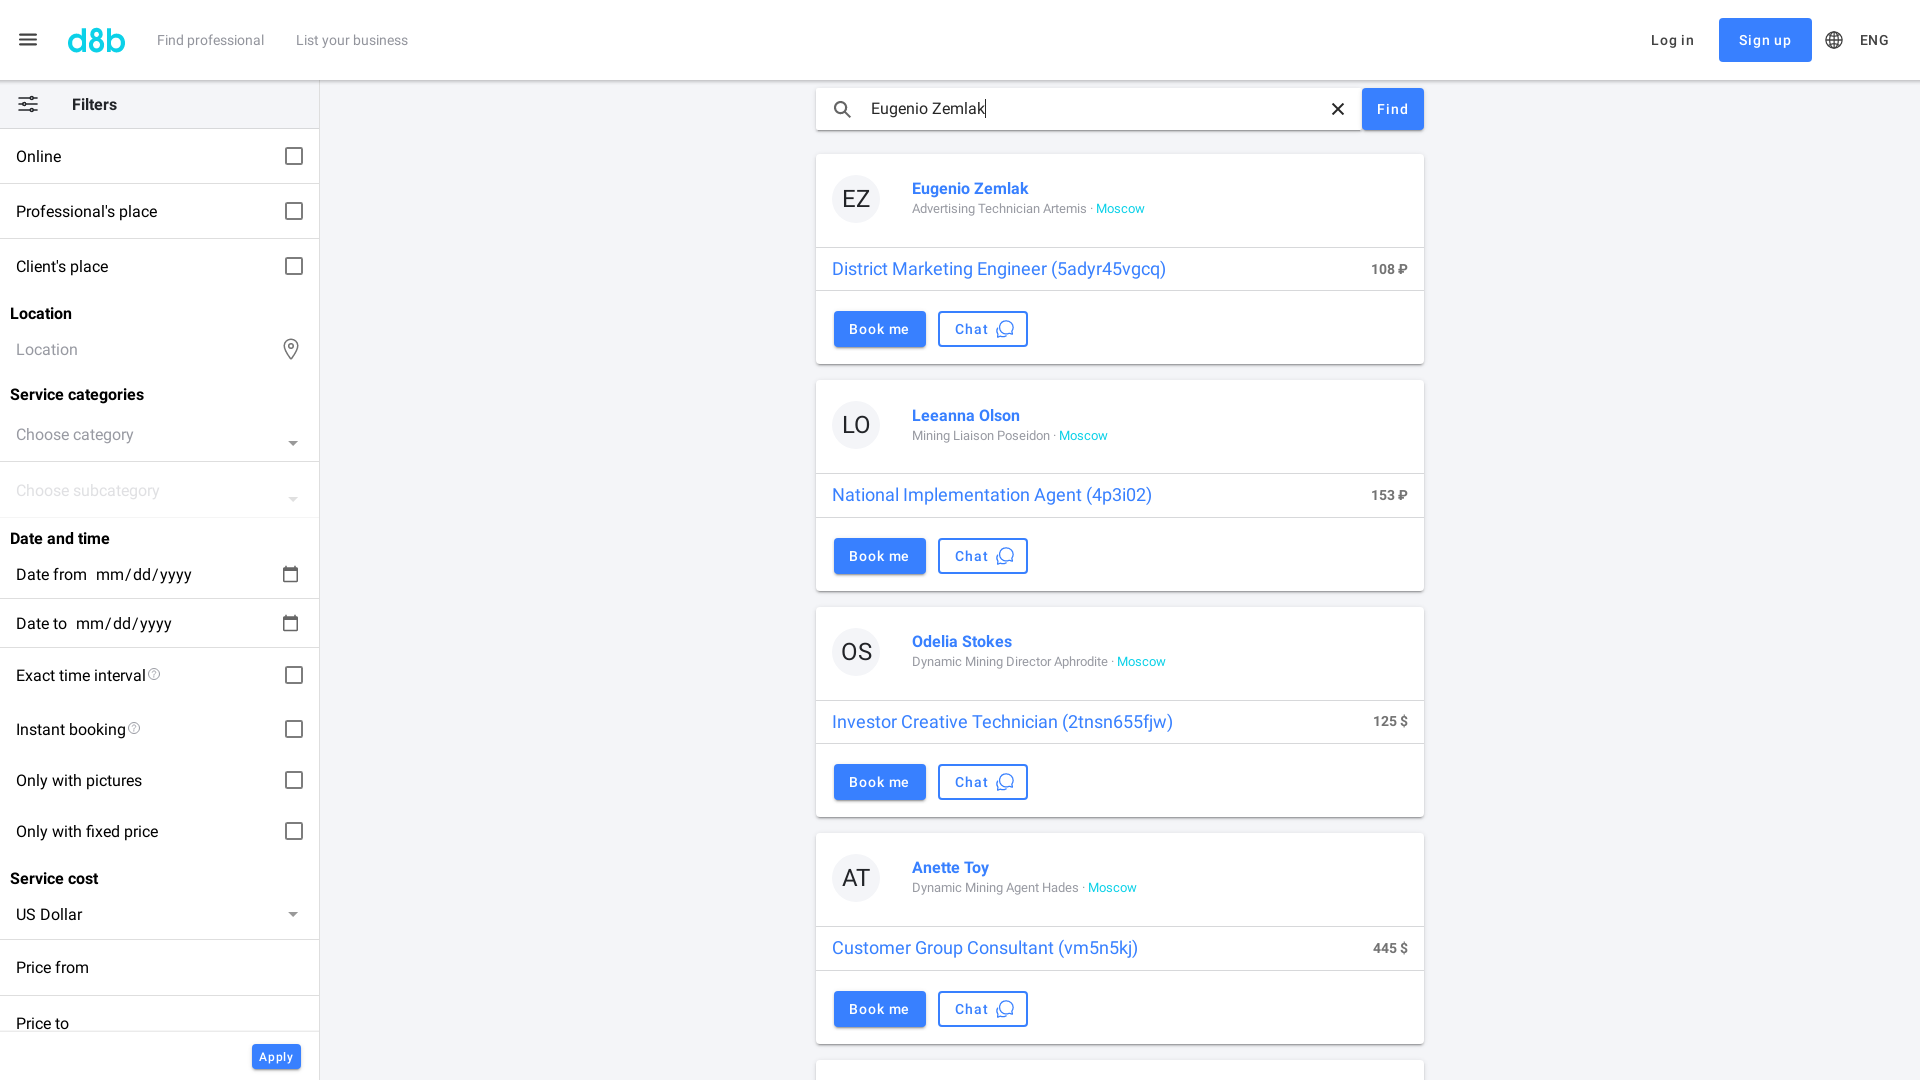 d8b
Find professional
List your business
Log in
Sign up
ENG
Filters
Online
Professional's place
Client's place
Location
Location
Service categories
Choose category
Choose subcategory
Date and time
Date from mm/dd/yyyy
Date to mm/dd/yyyy
Exact time interval
Instant booking
Only with pictures
Only with fixed price
Service cost
US Dollar
Price from
Price to
Apply
Eugenio Zemlak
Find
EZ
Eugenio Zemlak
Advertising Technician Artemis · Moscow
District Marketing Engineer (5adyr45vgcq) 108 ₽
Book me Chat
LO
Leeanna Olson
Mining Liaison Poseidon · Moscow
National Implementation Agent (4p3i02) 153 ₽
Book me Chat
OS
Odelia Stokes
Dynamic Mining Director Aphrodite · Moscow
Investor Creative Technician (2tnsn655fjw) 125 $
Book me Chat
AT
Anette Toy
Dynamic Mining Agent Hades · Moscow
Customer Group Consultant (vm5n5kj) 445 $
Book me Chat